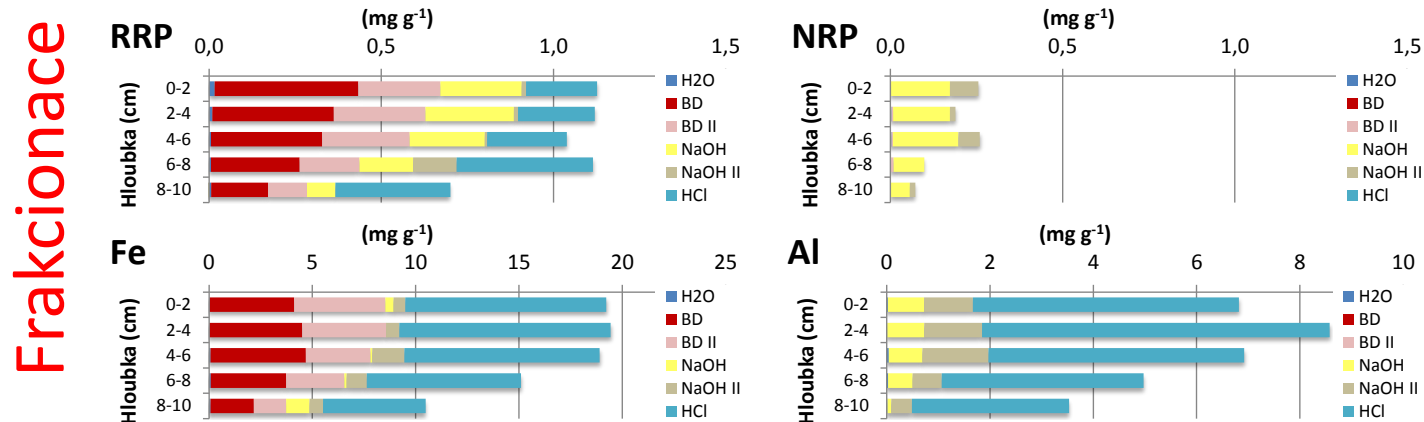 Frakcionace
RRP
(mg g⁻¹)
0,0 0,5 1,0 1,5
Hloubka (cm)
0-2
2-4
4-6
6-8
8-10
H2O
BD
BD II
NaOH
NaOH II
HCl
NRP
(mg g⁻¹)
0,0 0,5 1,0 1,5
Hloubka (cm)
0-2
2-4
4-6
6-8
8-10
H2O
BD
BD II
NaOH
NaOH II
HCl
Fe
(mg g⁻¹)
0 5 10 15 20 25
Hloubka (cm)
0-2
2-4
4-6
6-8
8-10
H2O
BD
BD II
NaOH
NaOH II
HCl
Al
(mg g⁻¹)
0 2 4 6 8 10
Hloubka (cm)
0-2
2-4
4-6
6-8
8-10
H2O
BD
BD II
NaOH
NaOH II
HCl